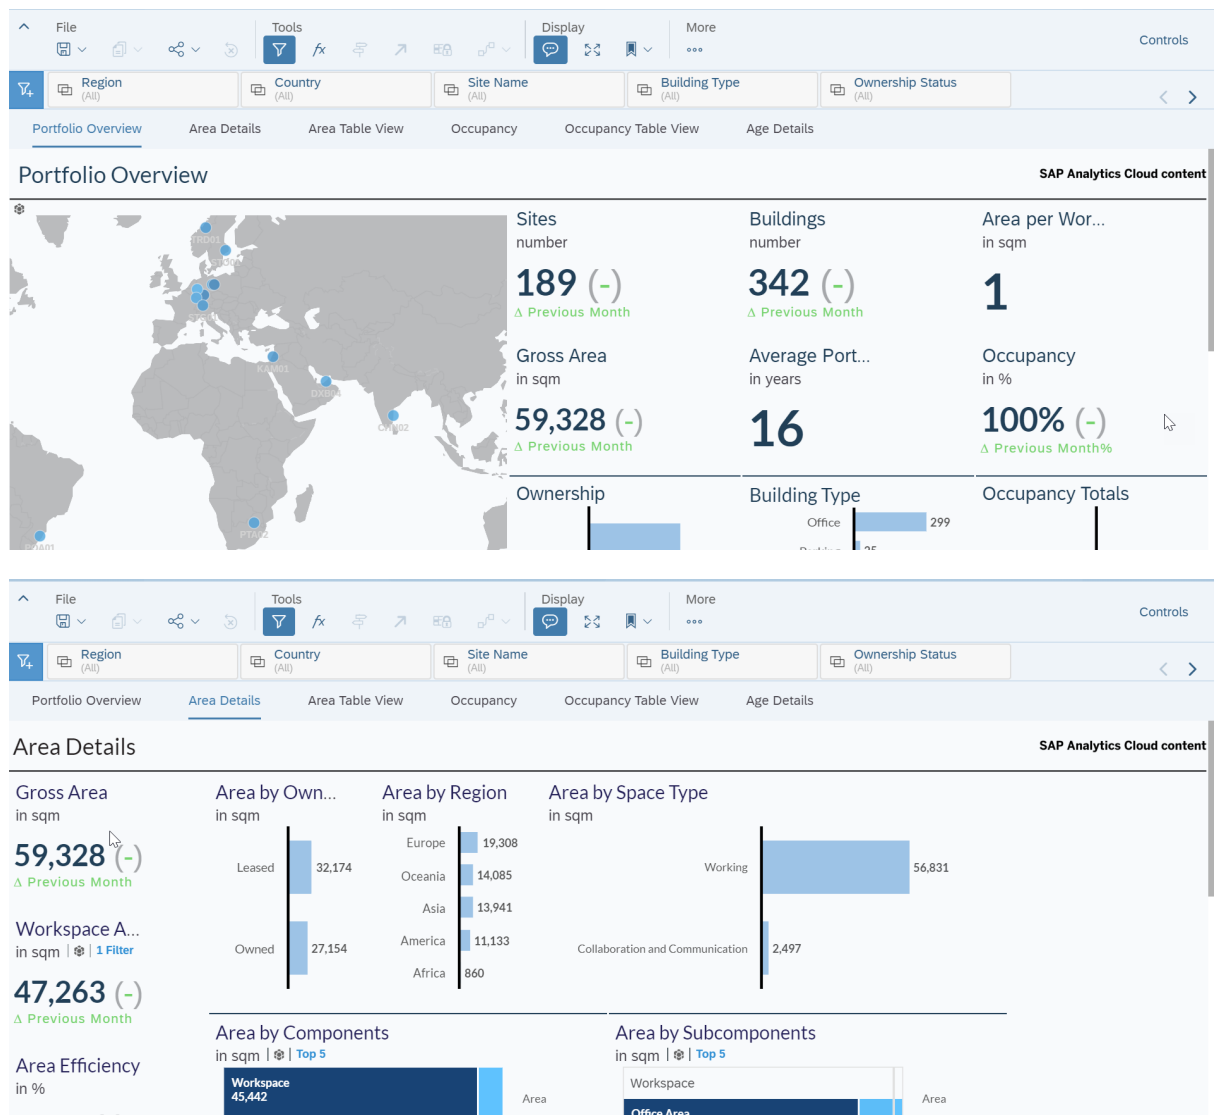 File
Tools
Display
More
fx
Controls
Region
(All)
Country
(All)
Site Name
(All)
Building Type
(All)
Ownership Status
(All)
Portfolio Overview
Area Details
Area Table View
Occupancy
Occupancy Table View
Age Details
Portfolio Overview
SAP Analytics Cloud content
TRD01
KAM01
PTA02
Sites
number
189 (-)
Δ Previous Month
Buildings
number
342 (-)
Δ Previous Month
Area per Wor...
in sqm
1
Gross Area
in sqm
59,328 (-)
Δ Previous Month
Average Port...
in years
16
Occupancy
in %
100% (-)
Δ Previous Month%
Ownership
Building Type
Office
299
Occupancy Totals
File
Tools
Display
More
fx
Controls
Region
(All)
Country
(All)
Site Name
(All)
Building Type
(All)
Ownership Status
(All)
Portfolio Overview
Area Details
Area Table View
Occupancy
Occupancy Table View
Age Details
Area Details
SAP Analytics Cloud content
Gross Area
in sqm
59,328 (-)
Δ Previous Month
Workspace A...
in sqm | 1 Filter
47,263 (-)
Δ Previous Month
Area Efficiency
in %
Area by Own...
in sqm
Leased
32,174
Owned
27,154
Area by Region
in sqm
Europe
19,308
Oceania
14,085
Asia
13,941
America
11,133
Africa
860
Area by Space Type
in sqm
Working
56,831
Collaboration and Communication
2,497
Area by Components
in sqm | Top 5
Workspace
45,442
Area
Area by Subcomponents
in sqm | Top 5
Workspace
Office Area
Area